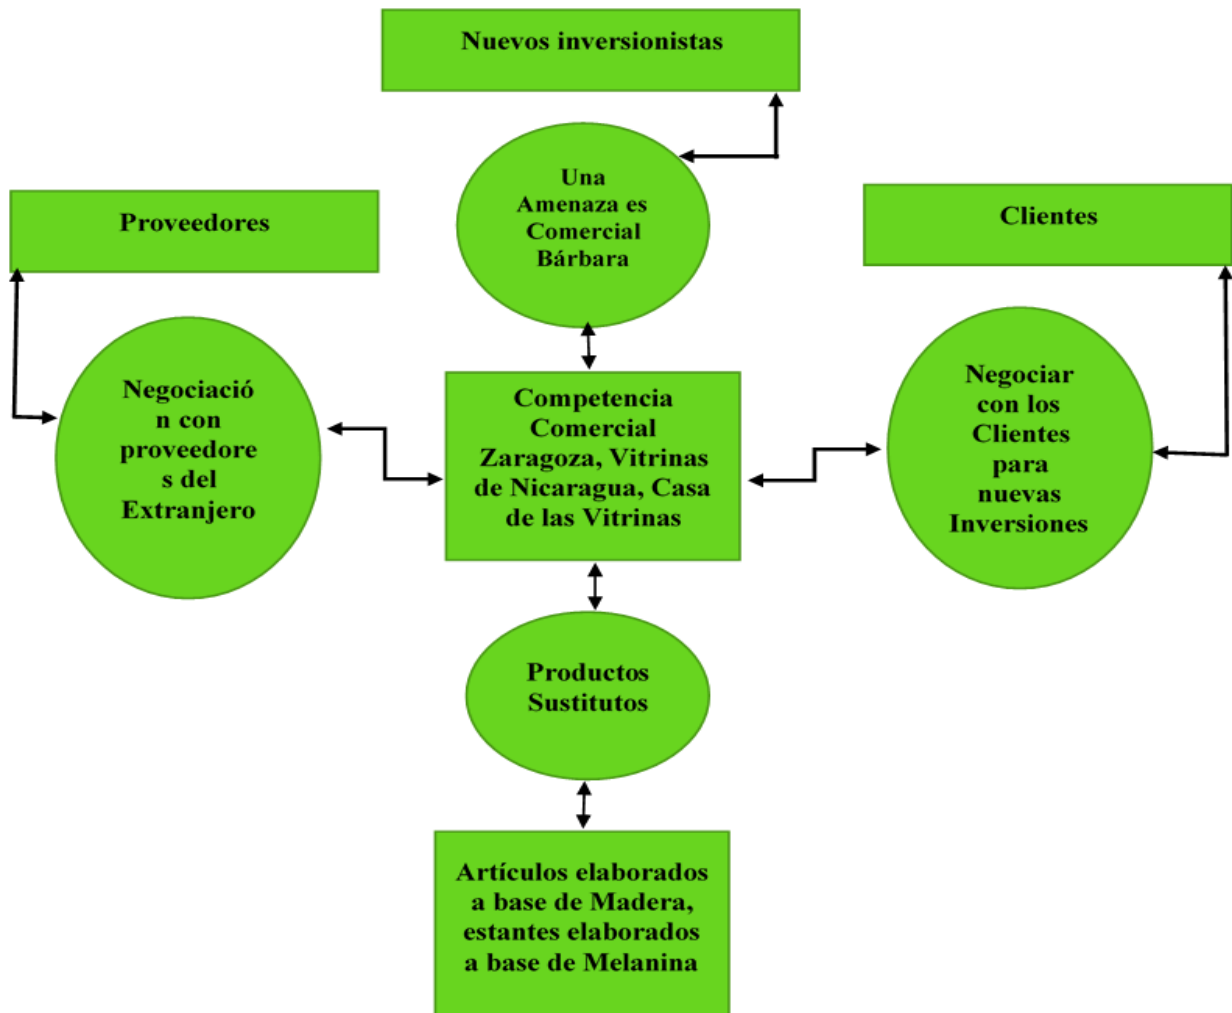 Nuevos inversionistas
Una
Amenaza es
Comercial
Bárbara
Proveedores
Clientes
Negociació
n con
proveedore
s del
Extranjero
Competencia
Comercial
Zaragoza, Vitrinas
de Nicaragua, Casa
de las Vitrinas
Negociar
con los
Clientes
para
nuevas
Inversiones
Productos
Sustitutos
Artículos elaborados
a base de Madera,
estantes elaborados
a base de Melanina